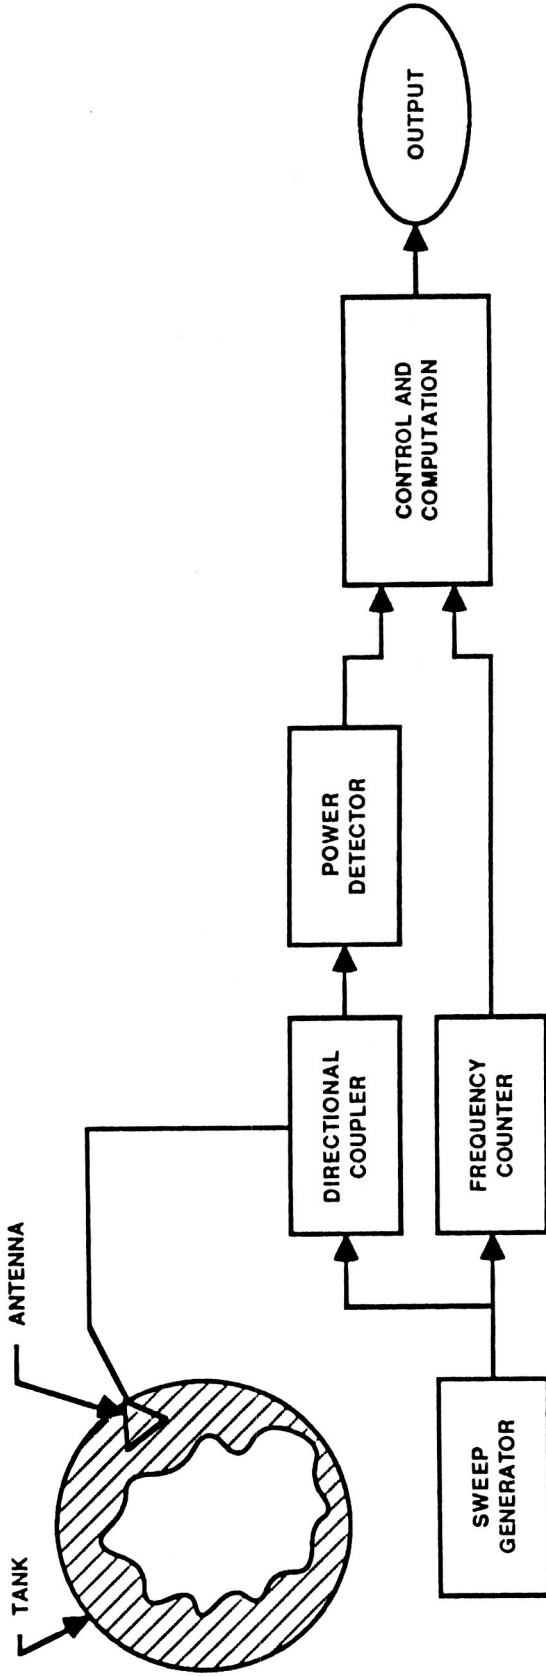 TANK
ANTENNA
SWEEP
GENERATOR
DIRECTIONAL
COUPLER
FREQUENCY
COUNTER
POWER
DETECTOR
CONTROL AND
COMPUTATION
OUTPUT